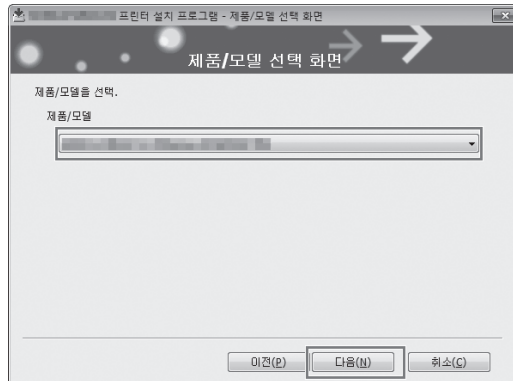 프린터 설치 프로그램 - 제품/모델 선택 화면
제품/모델 선택 화면
제품/모델을 선택.
제품/모델
이전(P) 다음(N) 취소(C)